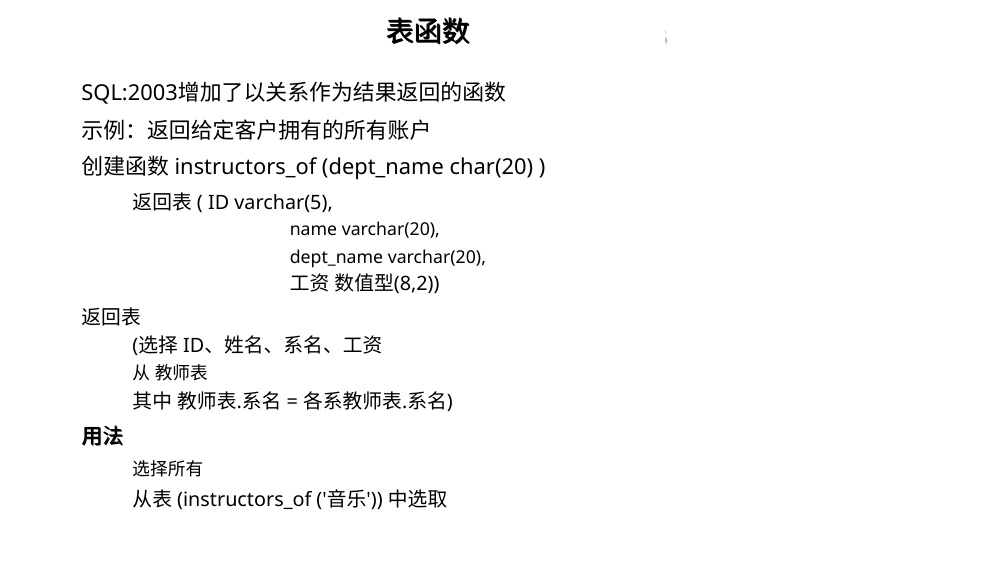 表函数
SQL:2003增加了以关系作为结果返回的函数
示例：返回给定客户拥有的所有账户
创建函数 instructors_of (dept_name char(20) )
返回表 ( ID varchar(5),
name varchar(20),
dept_name varchar(20),
工资 数值型(8,2))
返回表
(选择 ID、姓名、系名、工资
从 教师表
其中 教师表.系名 = 各系教师表.系名)
用法
选择所有
从表 (instructors_of ('音乐')) 中选取